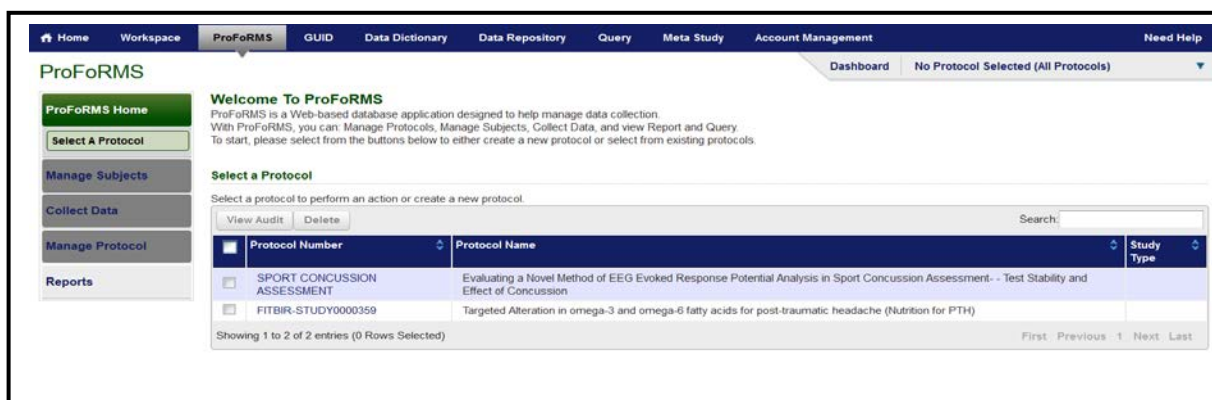 Home Workspace ProFoRMS GUID Data Dictionary Data Repository Query Meta Study Account Management Need Help
ProFoRMS
Dashboard No Protocol Selected (All Protocols)
ProFoRMS Home
Select A Protocol
Manage Subjects
Collect Data
Manage Protocol
Reports
Welcome To ProFoRMS
ProFoRMS is a Web-based database application designed to help manage data collection.
With ProFoRMS, you can: Manage Protocols, Manage Subjects, Collect Data, and view Report and Query.
To start, please select from the buttons below to either create a new protocol or select from existing protocols.
Select a Protocol
Select a protocol to perform an action or create a new protocol.
View Audit Delete Search:
Protocol Number Protocol Name Study
Type
SPORT CONCUSSION Evaluating a Novel Method of EEG Evoked Response Potential Analysis in Sport Concussion Assessment- - Test Stability and
ASSESSMENT Effect of Concussion
FITBIR-STUDY0000359 Targeted Alteration in omega-3 and omega-6 fatty acids for post-traumatic headache (Nutrition for PTH)
Showing 1 to 2 of 2 entries (0 Rows Selected) First Previous 1 Next Last